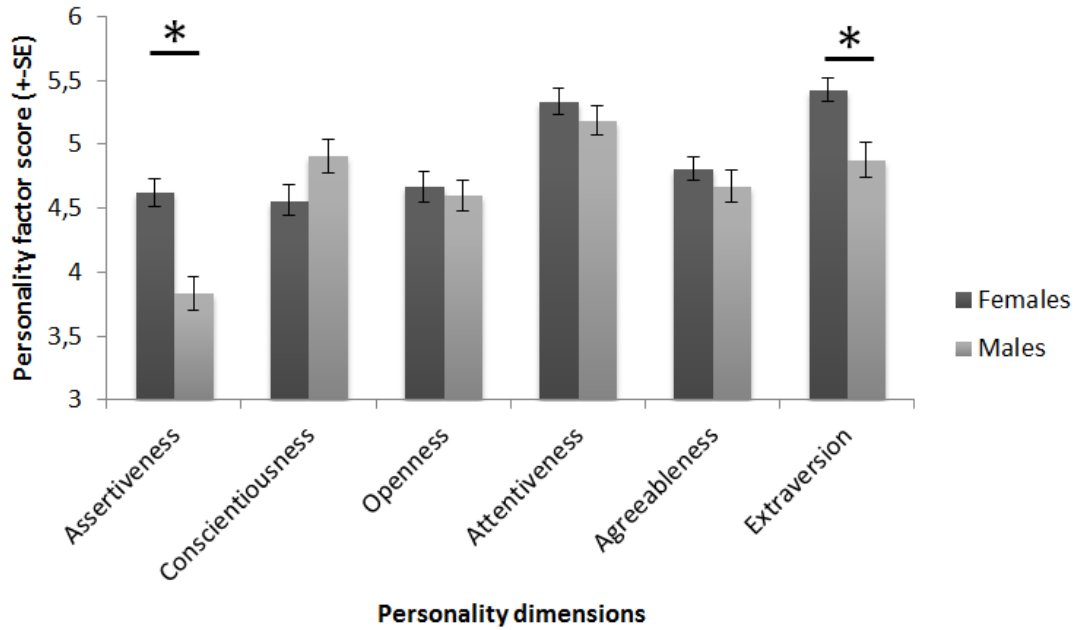 Personality factor score (+-SE)
6
5,5
5
4,5
4
3,5
3
*
*
Females
Males
Assertiveness
Conscientiousness
Openness
Attentiveness
Agreeableness
Extraversion
Personality dimensions